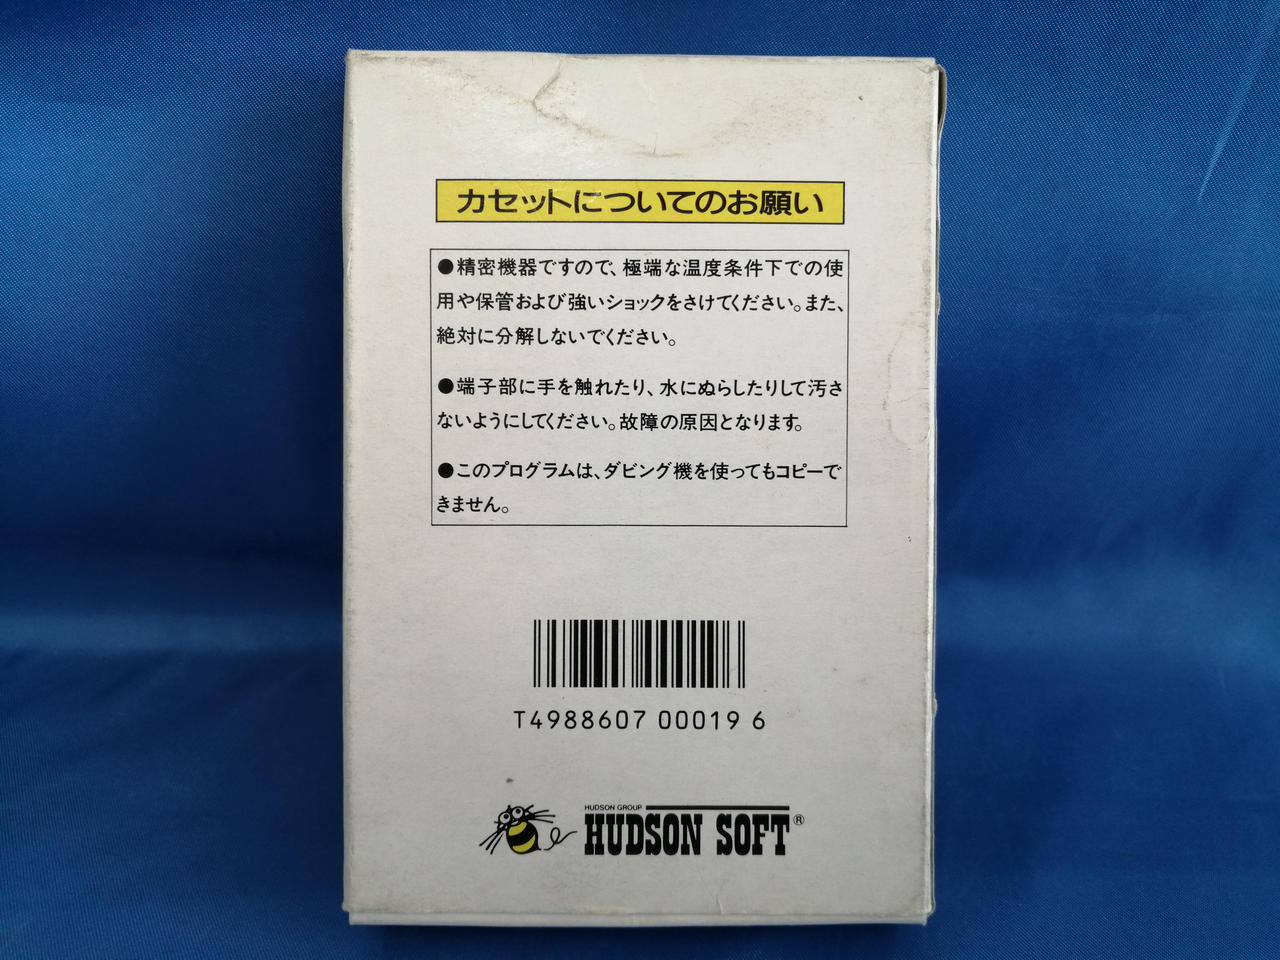 カセットについてのお願い
●精密機器ですので、極端な温度条件下での使
用や保管および強いショックをさけてください。また、
絶対に分解しないでください。
●端子部に手を触れたり、水にぬらしたりして汚さ
ないようにしてください。故障の原因となります。
●このプログラムは、ダビング機を使ってもコピーで
きません。
T4988607 00019 6
HUDSON GROUP
HUDSON SOFT®